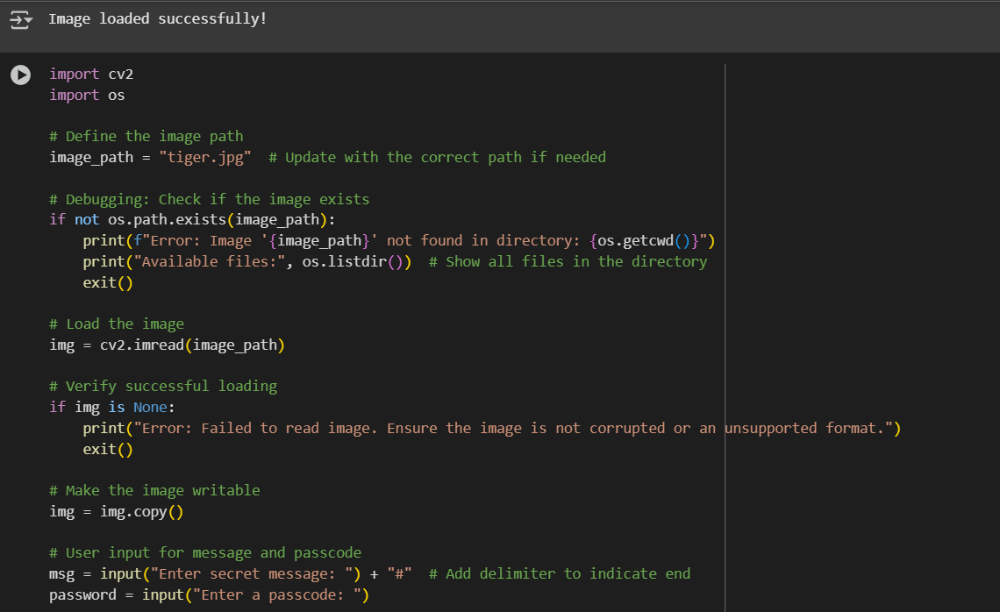 Image loaded successfully!
import cv2
import os
# Define the image path
image_path = "tiger.jpg"  # Update with the correct path if needed
# Debugging: Check if the image exists
if not os.path.exists(image_path):
    print(f"Error: Image '{image_path}' not found in directory: {os.getcwd()}")
    print("Available files:", os.listdir())  # Show all files in the directory
    exit()
# Load the image
img = cv2.imread(image_path)
# Verify successful loading
if img is None:
    print("Error: Failed to read image. Ensure the image is not corrupted or an unsupported format.")
    exit()
# Make the image writable
img = img.copy()
# User input for message and passcode
msg = input("Enter secret message: ") + "#"  # Add delimiter to indicate end
password = input("Enter a passcode: ")